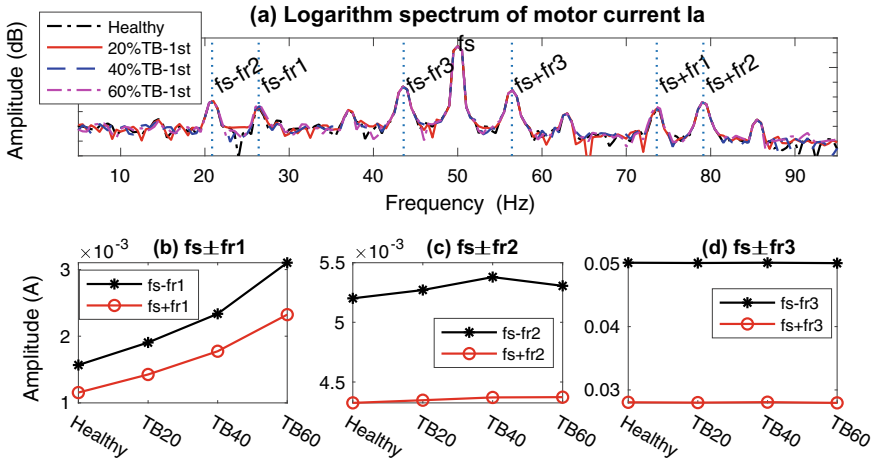 (a) Logarithm spectrum of motor current Ia
Amplitude (dB)
Healthy
20%TB-1st
40%TB-1st
60%TB-1st
fs-fr2
fs-fr1
fs-fr3
fs
fs+fr3
fs+fr1
fs+fr2
10 20 30 40 50 60 70 80 90
Frequency (Hz)
(b) fs±fr1
×10⁻³
Amplitude (A)
3
2
1
fs-fr1
fs+fr1
Healthy TB20 TB40 TB60
(c) fs±fr2
×10⁻³
5.5
5
4.5
fs-fr2
fs+fr2
Healthy TB20 TB40 TB60
(d) fs±fr3
0.05
0.04
0.03
fs-fr3
fs+fr3
Healthy TB20 TB40 TB60